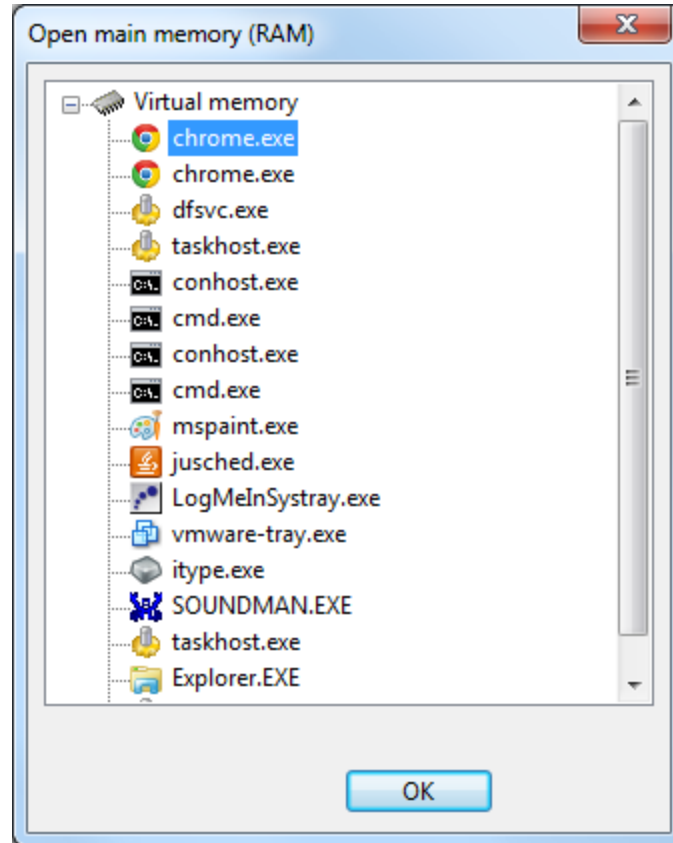 Open main memory (RAM)
Virtual memory
chrome.exe
chrome.exe
dfsvc.exe
taskhost.exe
conhost.exe
cmd.exe
conhost.exe
cmd.exe
mspaint.exe
jusched.exe
LogMeInSystray.exe
vmware-tray.exe
itype.exe
SOUNDMAN.EXE
taskhost.exe
Explorer.EXE
OK